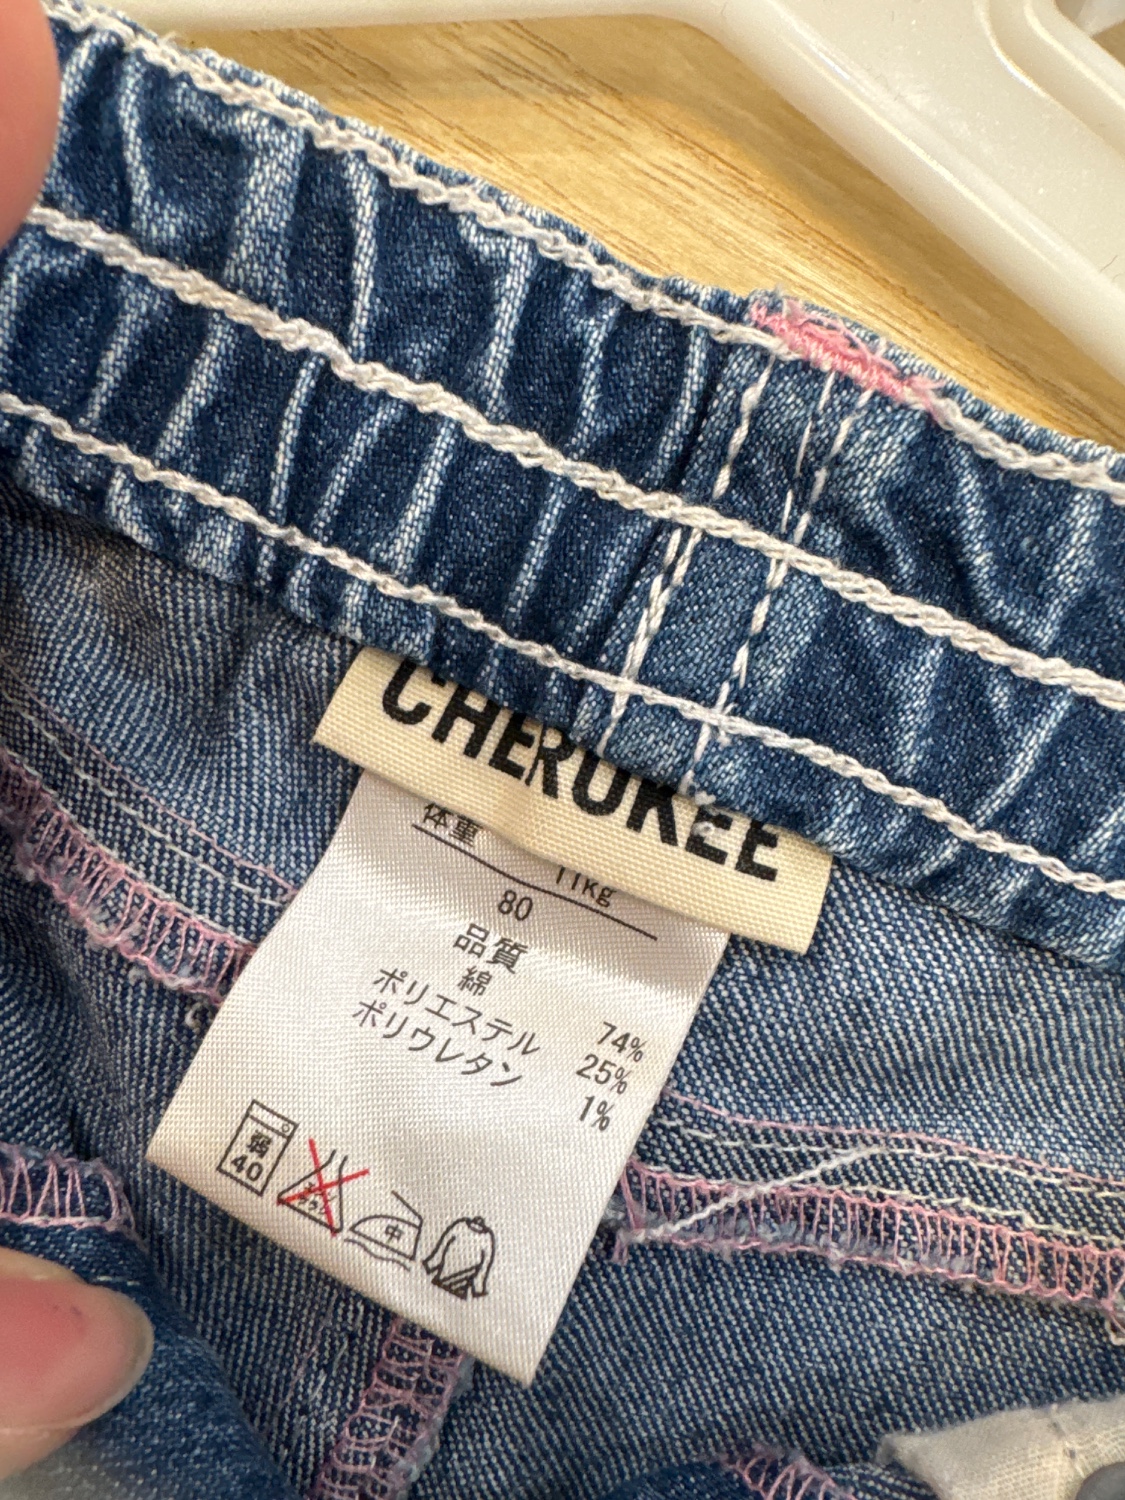 CHEROKEE
体重 11kg
80
品質
綿 74%
ポリエステル 25%
ポリウレタン 1%
弱
40
中